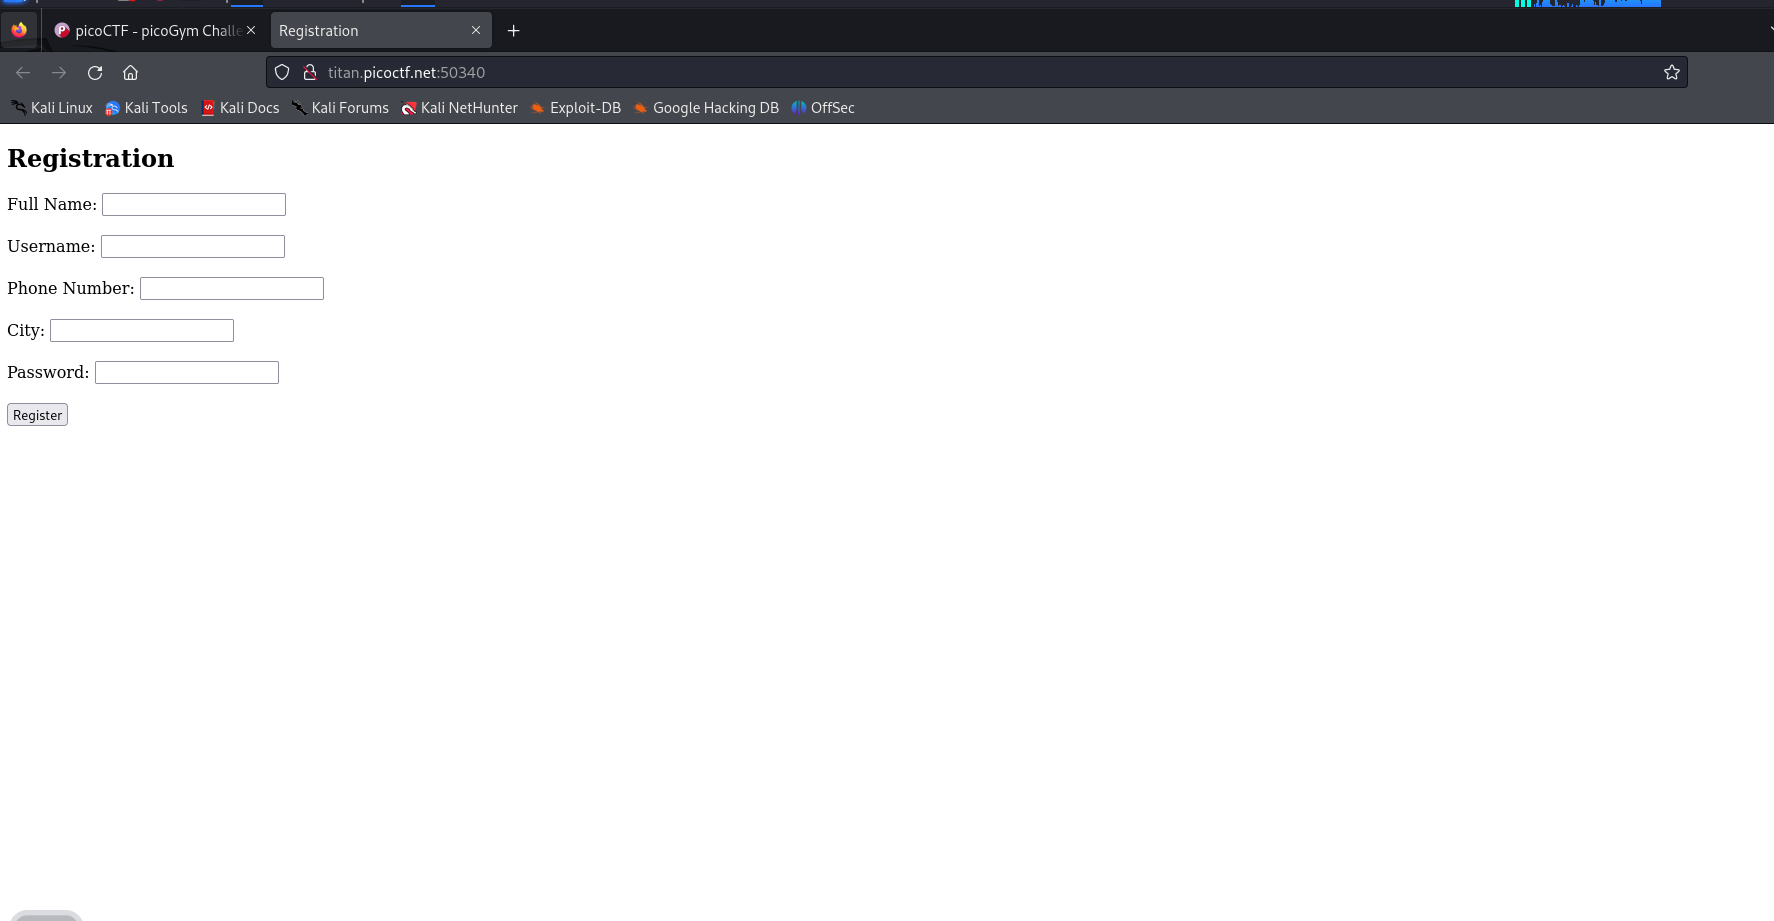 picoCTF - picoGym Challe
Registration
titan.picoctf.net:50340
Kali Linux Kali Tools Kali Docs Kali Forums Kali NetHunter Exploit-DB Google Hacking DB OffSec
Registration
Full Name:
Username:
Phone Number:
City:
Password:
Register